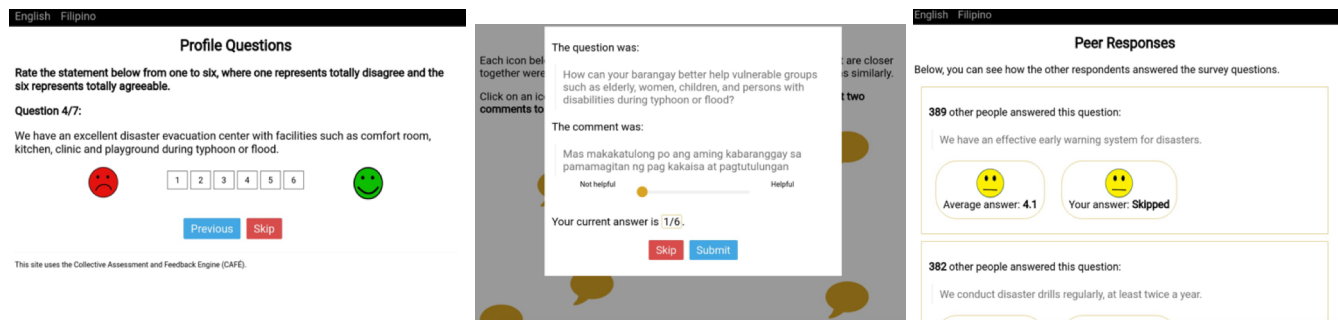 English Filipino
Profile Questions
Rate the statement below from one to six, where one represents totally disagree and the
six represents totally agreeable.
Question 4/7:
We have an excellent disaster evacuation center with facilities such as comfort room,
kitchen, clinic and playground during typhoon or flood.
1 2 3 4 5 6
Previous Skip
This site uses the Collective Assessment and Feedback Engine (CAFÉ).
Each icon bel
together were
Click on an ic
comments to
are closer
s similarly.
t two
The question was:
How can your barangay better help vulnerable groups
such as elderly, women, children, and persons with
disabilities during typhoon or flood?
The comment was:
Mas makakatulong po ang aming kabaranggay sa
pamamagitan ng pag kakaisa at pagtutulungan
Not helpful Helpful
Your current answer is 1/6.
Skip Submit
English Filipino
Peer Responses
Below, you can see how the other respondents answered the survey questions.
389 other people answered this question:
We have an effective early warning system for disasters.
Average answer: 4.1 Your answer: Skipped
382 other people answered this question:
We conduct disaster drills regularly, at least twice a year.